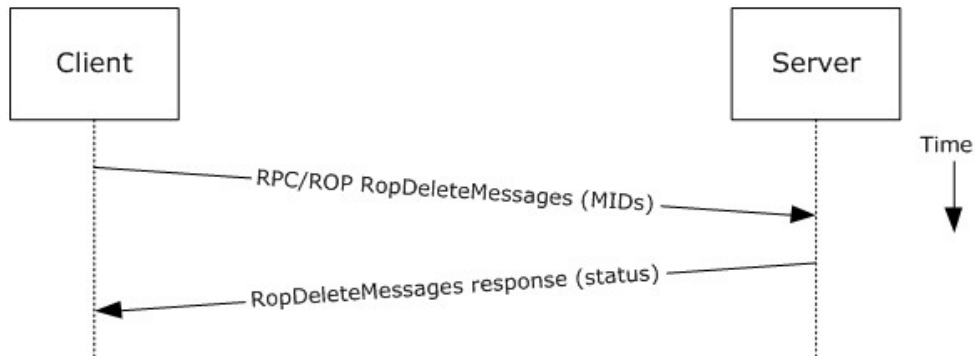 Client
Server
Time
RPC/ROP RopDeleteMessages (MIDs)
RopDeleteMessages response (status)